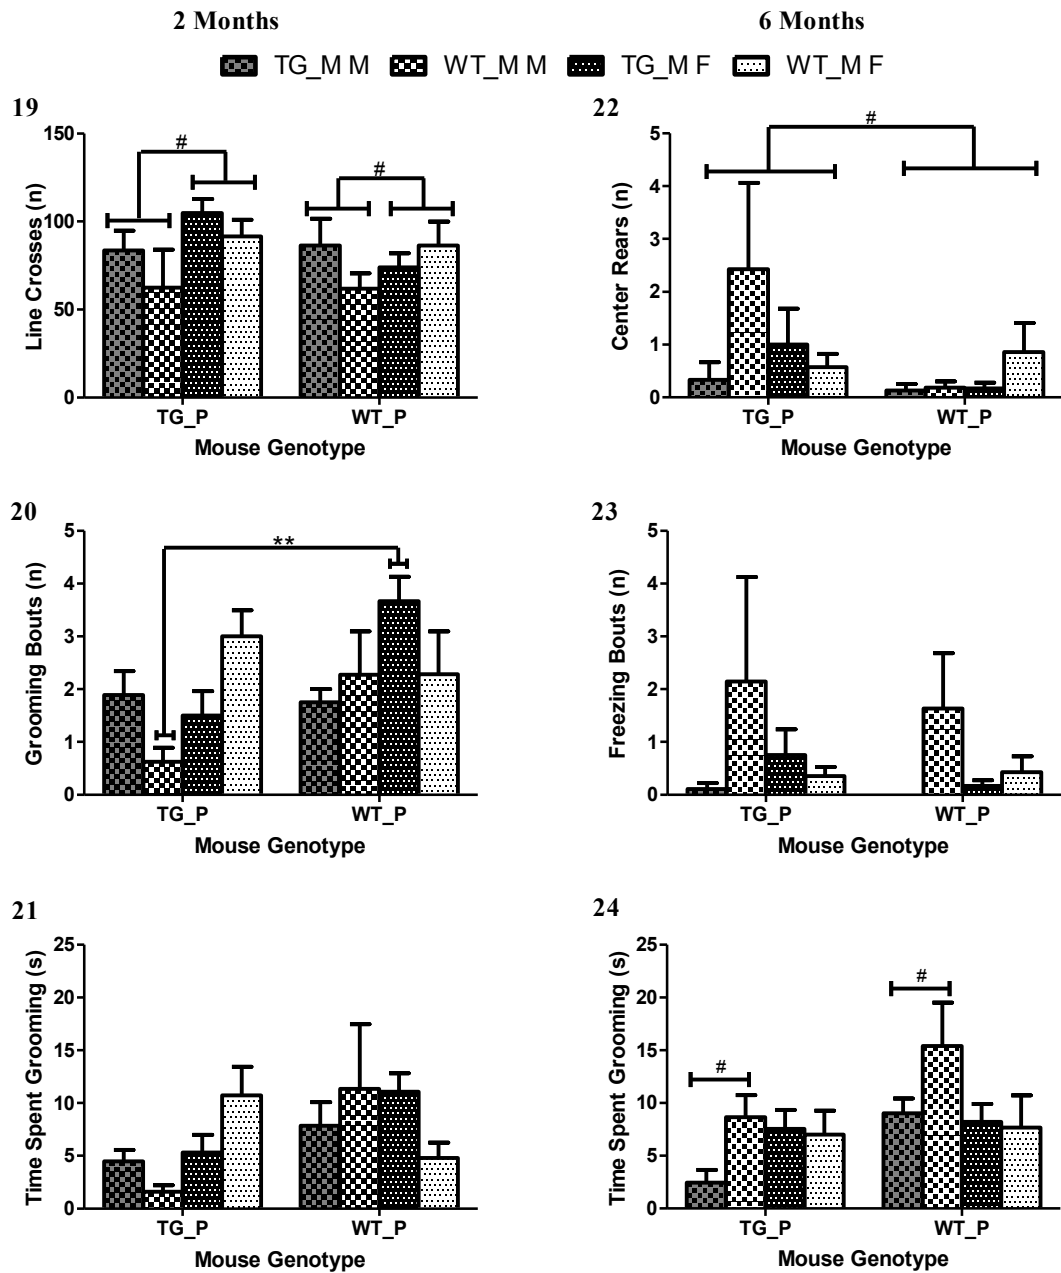 2 Months
6 Months
TG_M M WT_M M TG_M F WT_M F
19
Line Crosses (n)
150
100
50
0
#
#
TG_P WT_P
Mouse Genotype
22
Center Rears (n)
5
4
3
2
1
0
#
TG_P WT_P
Mouse Genotype
20
Grooming Bouts (n)
5
4
3
2
1
0
**
TG_P WT_P
Mouse Genotype
23
Freezing Bouts (n)
5
4
3
2
1
0
TG_P WT_P
Mouse Genotype
21
Time Spent Grooming (s)
25
20
15
10
5
0
TG_P WT_P
Mouse Genotype
24
Time Spent Grooming (s)
25
20
15
10
5
0
#
#
TG_P WT_P
Mouse Genotype